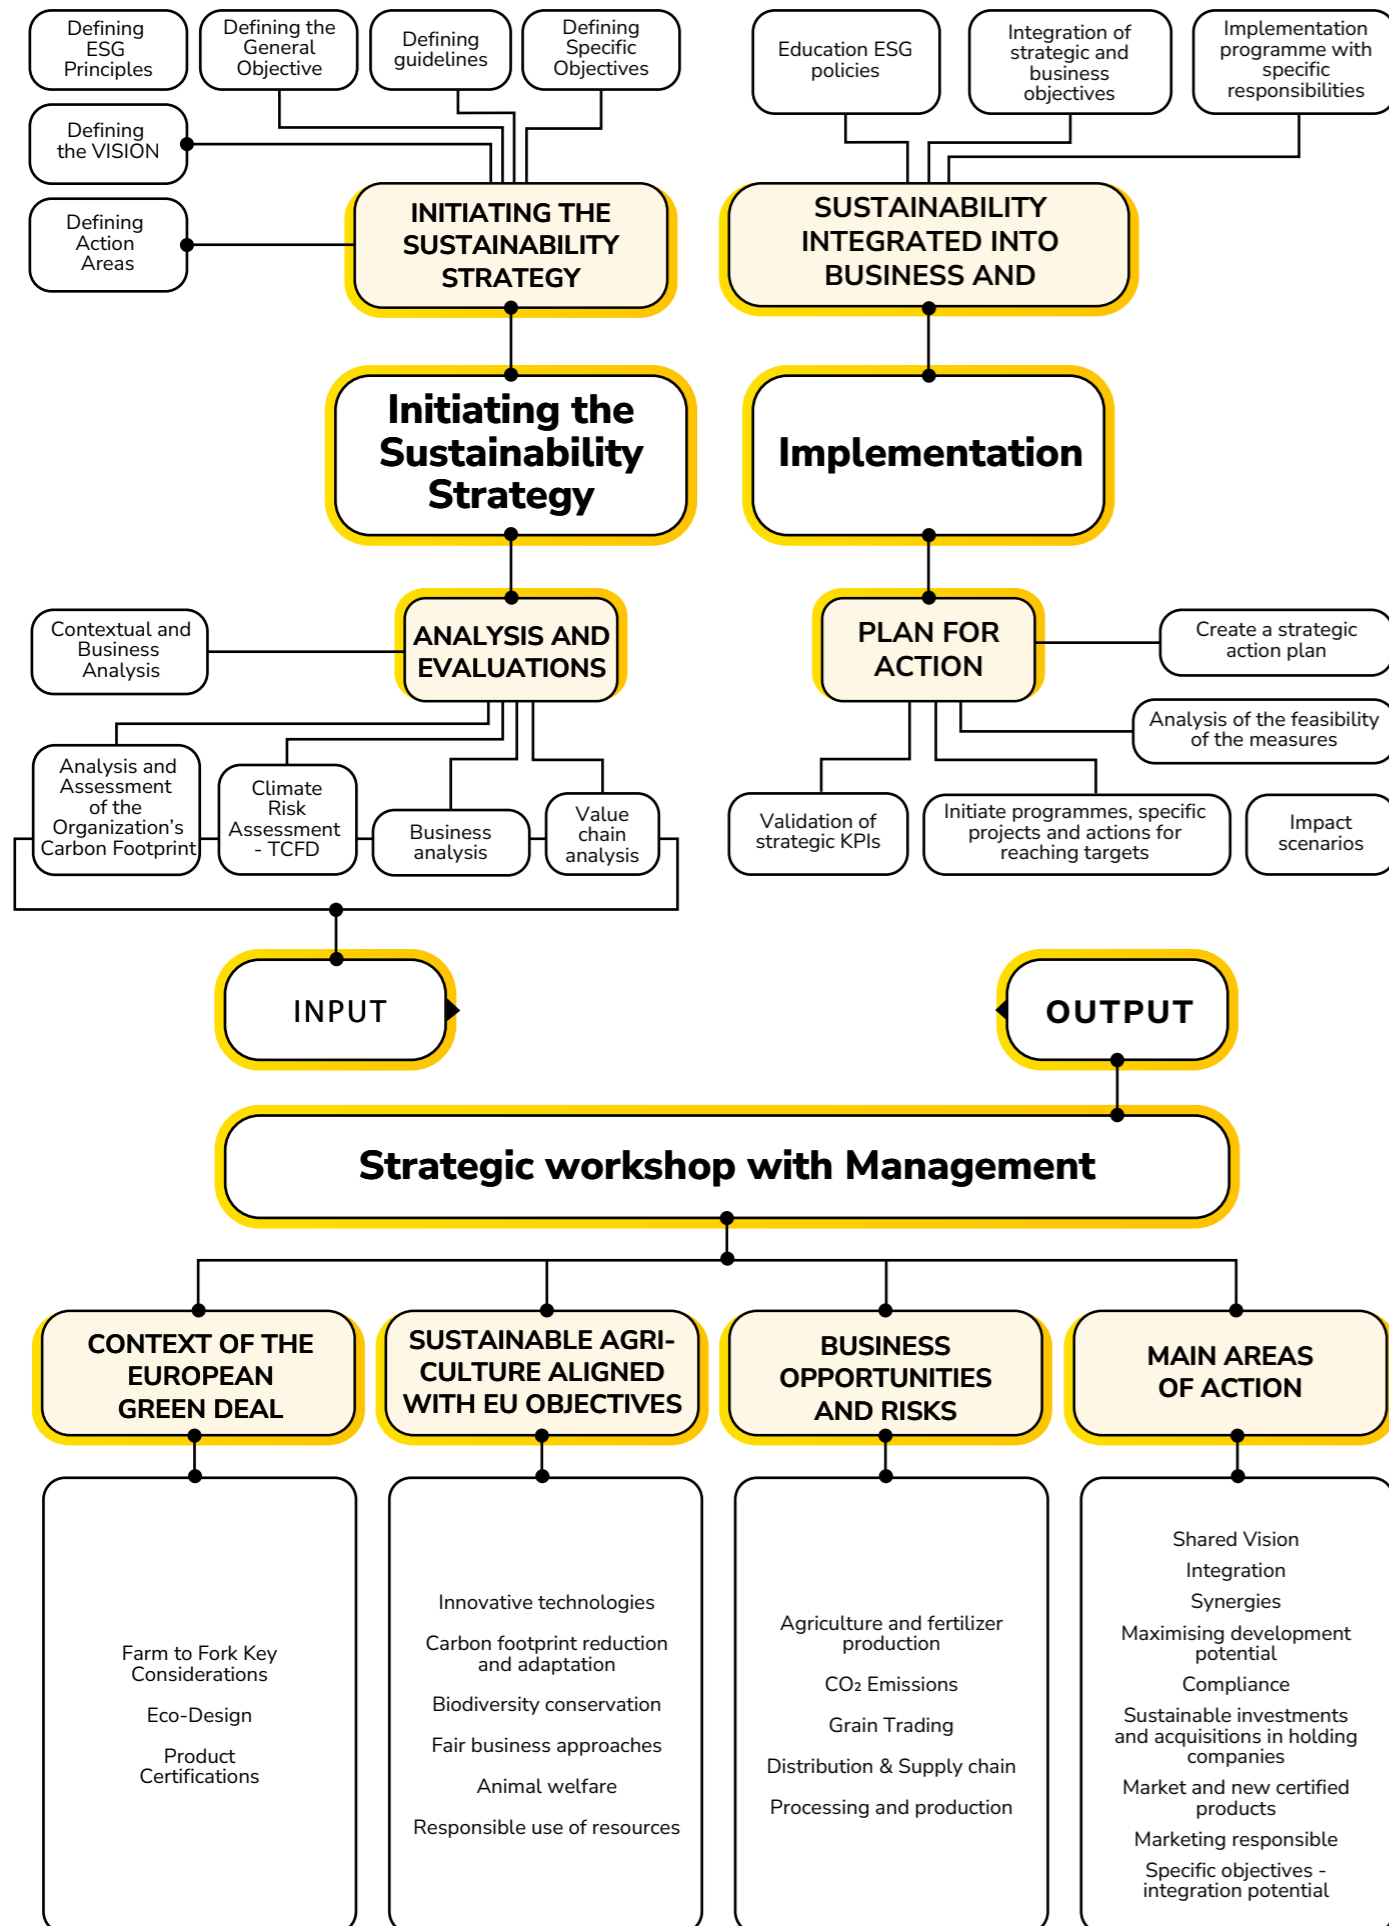 Defining
ESG
Principles
Defining the
General
Objective
Defining
guidelines
Defining
Specific
Objectives
Education ESG
policies
Integration of
strategic and
business
objectives
Implementation
programme with
specific
responsibilities
Defining
the VISION
Defining
Action
Areas
INITIATING THE
SUSTAINABILITY
STRATEGY
SUSTAINABILITY
INTEGRATED INTO
BUSINESS AND
Initiating the
Sustainability
Strategy
Implementation
Contextual and
Business
Analysis
ANALYSIS AND
EVALUATIONS
PLAN FOR
ACTION
Create a strategic
action plan
Analysis of the feasibility
of the measures
Analysis and
Assessment
of the
Organization's
Carbon Footprint
Climate
Risk
Assessment
- TCFD
Business
analysis
Value
chain
analysis
Validation of
strategic KPIs
Initiate programmes, specific
projects and actions for
reaching targets
Impact
scenarios
INPUT
OUTPUT
Strategic workshop with Management
CONTEXT OF THE
EUROPEAN
GREEN DEAL
SUSTAINABLE AGRI-
CULTURE ALIGNED
WITH EU OBJECTIVES
BUSINESS
OPPORTUNITIES
AND RISKS
MAIN AREAS
OF ACTION
Farm to Fork Key
Considerations
Eco-Design
Product
Certifications
Innovative technologies
Carbon footprint reduction
and adaptation
Biodiversity conservation
Fair business approaches
Animal welfare
Responsible use of resources
Agriculture and fertilizer
production
CO₂ Emissions
Grain Trading
Distribution & Supply chain
Processing and production
Shared Vision
Integration
Synergies
Maximising development
potential
Compliance
Sustainable investments
and acquisitions in holding
companies
Market and new certified
products
Marketing responsible
Specific objectives -
integration potential